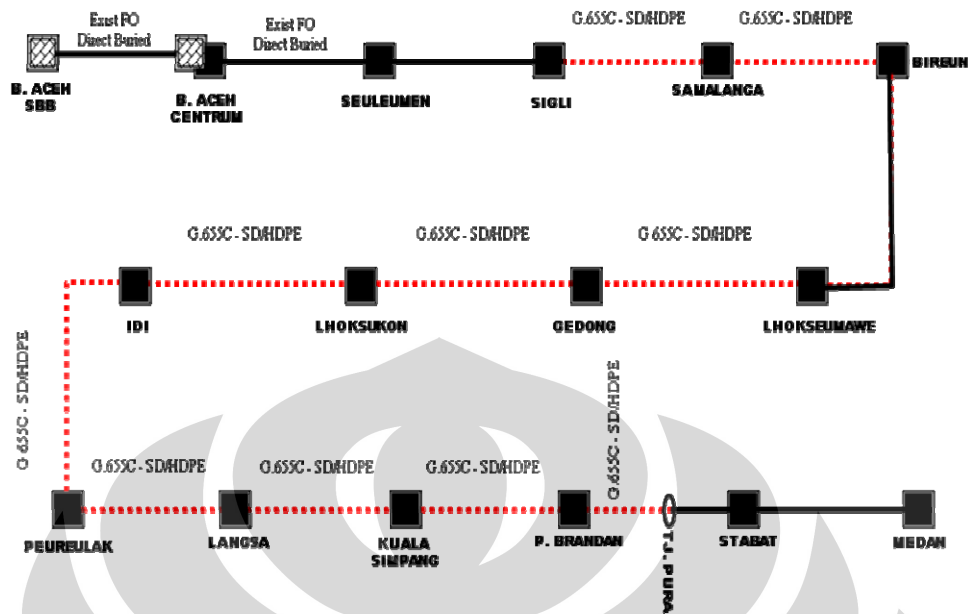 Exist FO
Direct Buried
Exist FO
Direct Buried
G.655C - SD/HDPE
G.655C - SD/HDPE
B. ACEH
SBB
B. ACEH
CENTRUM
SEULEUMEN
SIGLI
SAMALANGA
BIREUN
G.655C - SD/HDPE
G.655C - SD/HDPE
G.655C - SD/HDPE
IDI
LHOKSUKON
GEDONG
LHOKSEUMAWE
G.655C - SD/HDPE
G.655C - SD/HDPE
G.655C - SD/HDPE
G.655C - SD/HDPE
G.655C - SD/HDPE
PEUREULAK
LANGSA
KUALA
SIMPANG
P. BRANDAN
TJ. PURA
STABAT
MEDAN